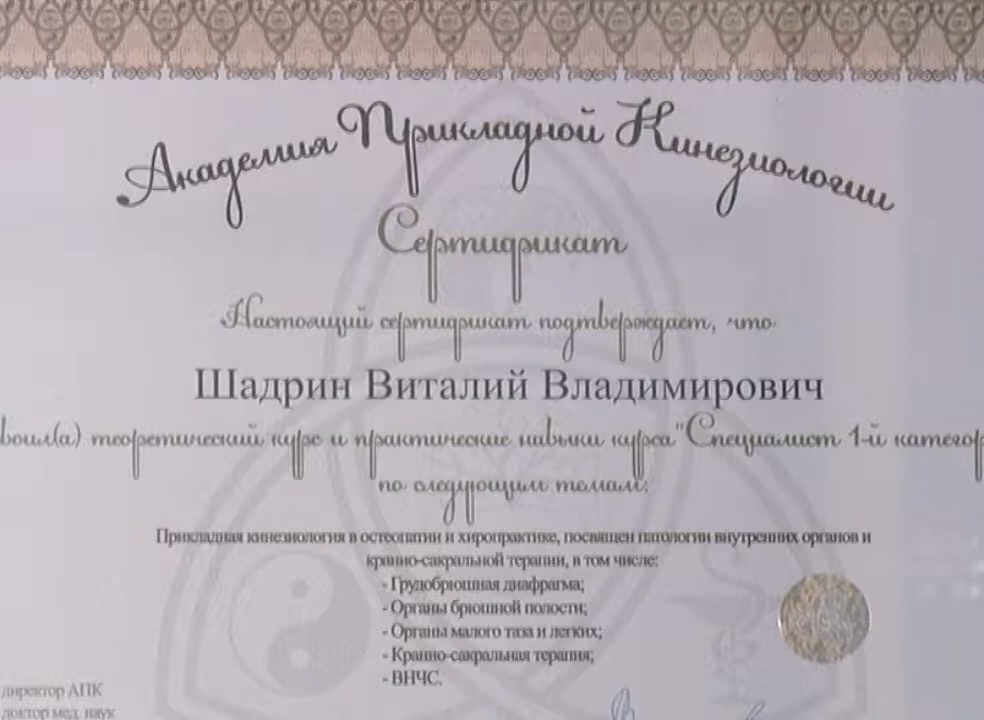 Академия Прикладной Кинезиологии
Сертификат
Настоящий сертификат подтверждает, что
Шадрин Виталий Владимирович
воил(а) теоретический курс и практические навыки курса "Специалист 1-й категор
по следующим темам:
Прикладная кинезиология в остеопатии и хиропрактике, посвящен патологии внутренних органов и
кранио-сакральной терапии, в том числе:
- Грудобрюшная диафрагма;
- Органы брюшной полости;
- Органы малого таза и легких;
- Кранио-сакральная терапия;
- ВНЧС.
директор АПК
доктор мед. наук